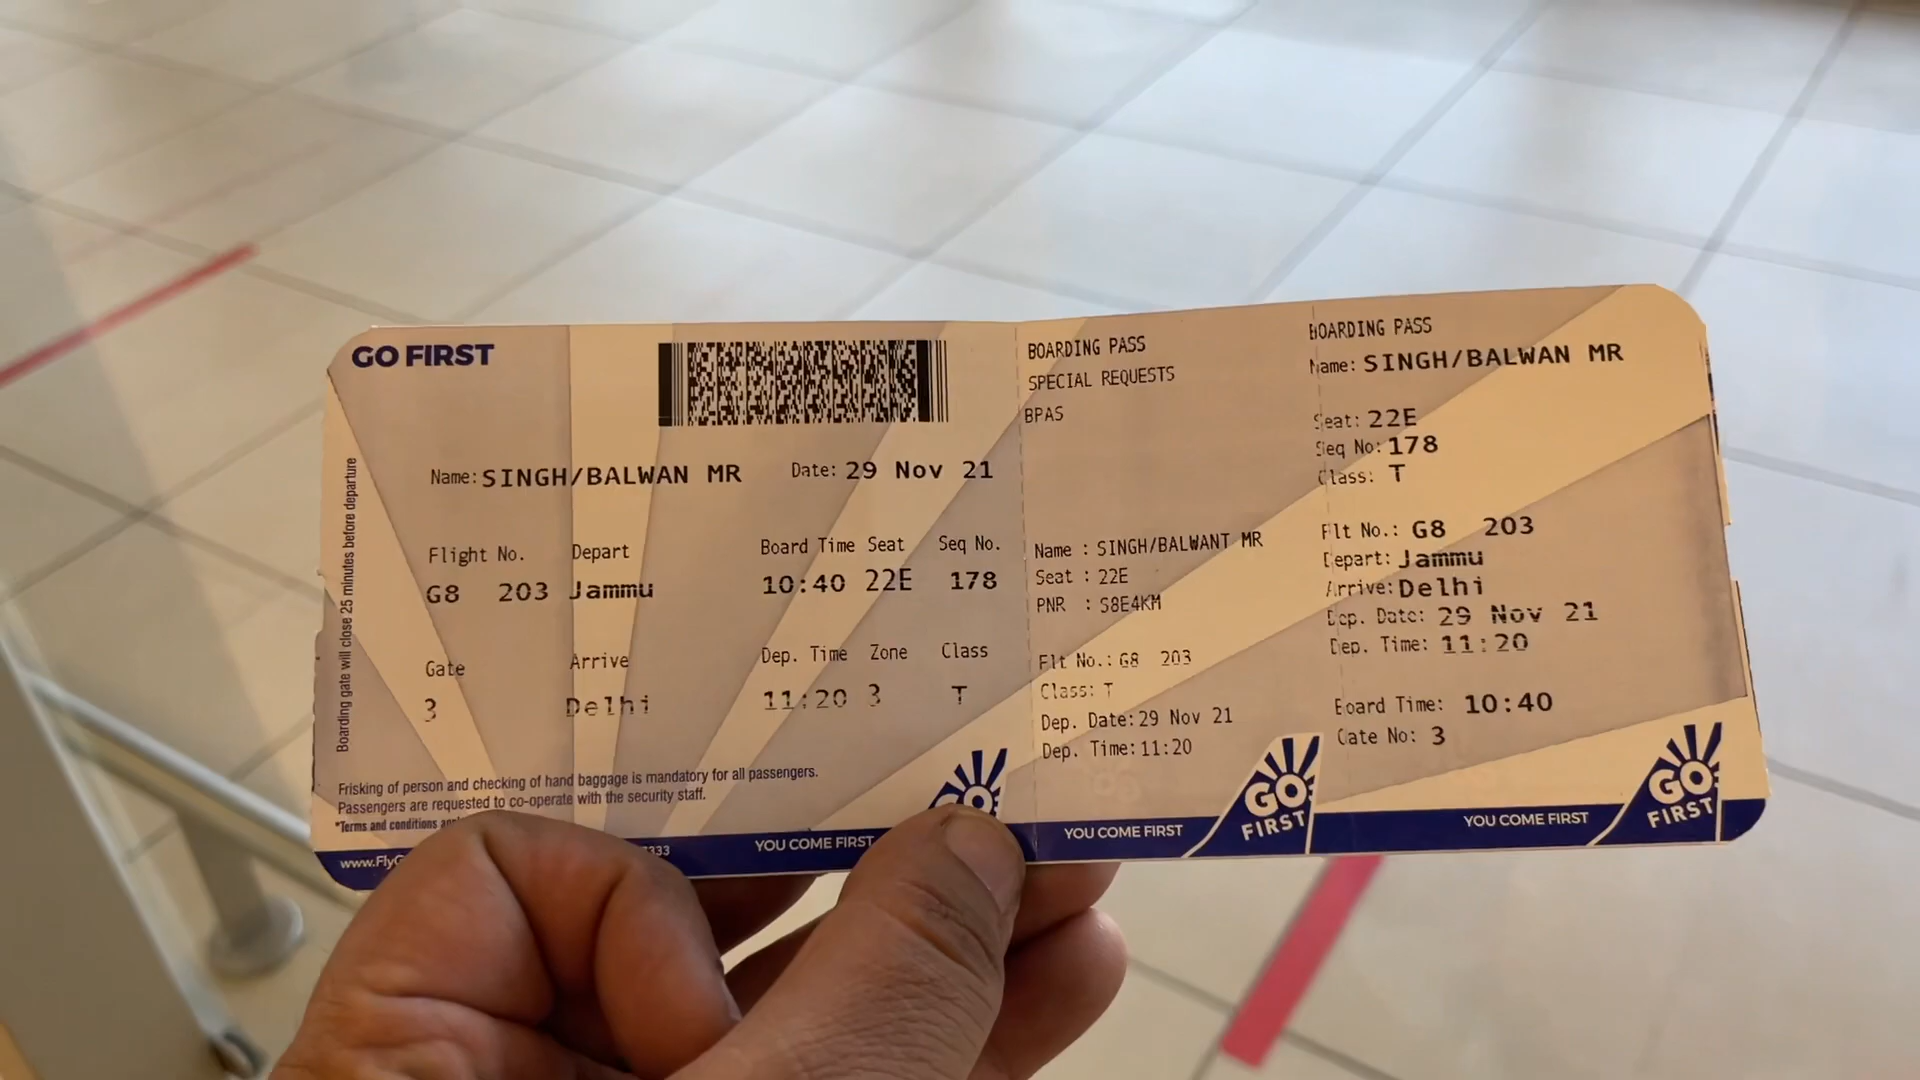 GO FIRST
Name: SINGH/BALWAN MR Date: 29 Nov 21
Flight No. Depart Board Time Seat Seq No.
G8 203 Jammu 10:40 22E 178
Gate Arrive Dep. Time Zone Class
3 Delhi 11:20 3 T
Boarding gate will close 25 minutes before departure
Frisking of person and checking of hand baggage is mandatory for all passengers.
Passengers are requested to co-operate with the security staff.
*Terms and conditions
YOU COME FIRST
GO
BOARDING PASS
SPECIAL REQUESTS
BPAS
Name : SINGH/BALWANT MR
Seat : 22E
PNR : S8E4KM
Flt No.: G8 203
Class: T
Dep. Date: 29 Nov 21
Dep. Time: 11:20
YOU COME FIRST
GO
FIRST
BOARDING PASS
Name: SINGH/BALWAN MR
Seat: 22E
Seq No: 178
Class: T
Flt No.: G8 203
Depart: Jammu
Arrive: Delhi
Dep. Date: 29 Nov 21
Dep. Time: 11:20
Board Time: 10:40
Gate No: 3
YOU COME FIRST
GO
FIRST